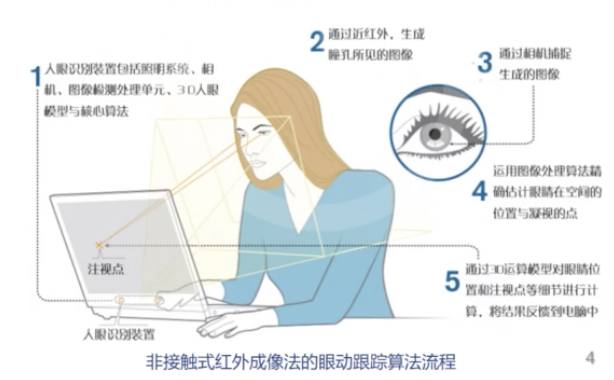 1 人眼识别装置包括照明系统、相
机、图像检测处理单元、3D人眼
模型与核心算法
2 通过近红外，生成
瞳孔所见的图像
3 通过相机捕捉
生成的图像
4 运用图像处理算法精
确估计眼睛在空间的
位置与凝视的点
5 通过3D运算模型对眼睛位
置和注视点等细节进行计
算，将结果反馈到电脑中
注视点
人眼识别装置
非接触式红外成像法的眼动跟踪算法流程
4